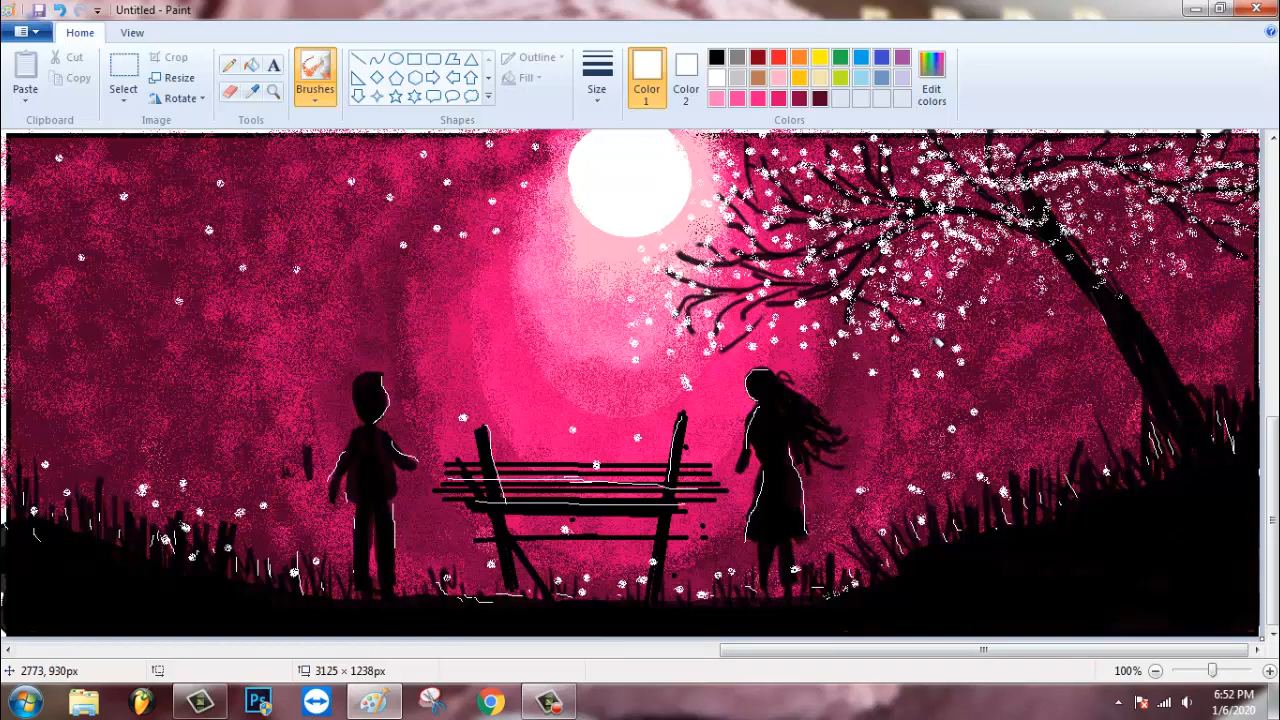 Untitled - Paint
Home View
Paste
Cut
Copy
Clipboard
Select
Crop
Resize
Rotate
Image
A
Tools
Brushes
Outline
Fill
Shapes
Size
Color 1
Color 2
Edit colors
Colors
2773, 930px
3125 × 1238px
100%
Ps
6:52 PM
1/6/2020